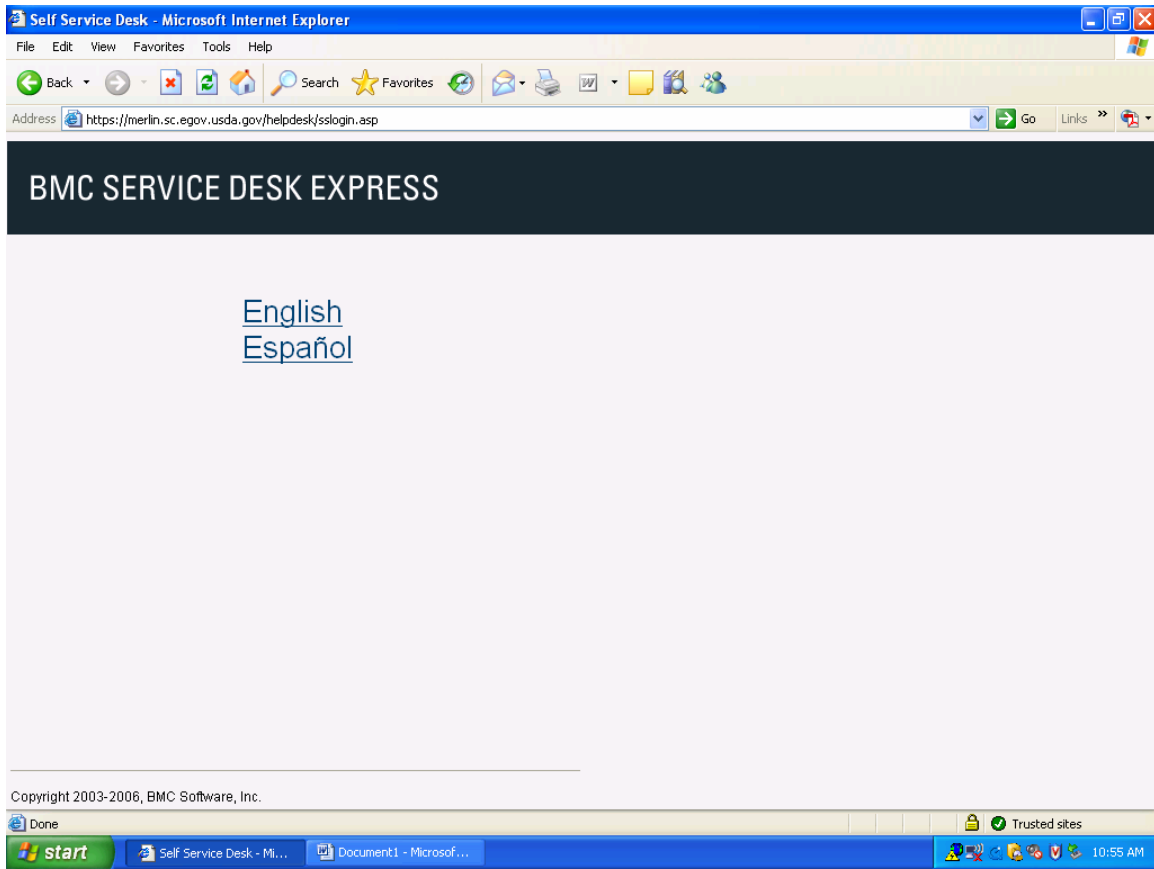 Self Service Desk - Microsoft Internet Explorer
File Edit View Favorites Tools Help
Back Search Favorites
Address https://merlin.sc.egov.usda.gov/helpdesk/sslogin.asp Go Links »
BMC SERVICE DESK EXPRESS
English
Español
Copyright 2003-2006, BMC Software, Inc.
Done Trusted sites
start Self Service Desk - Mi... Document1 - Microsof... 10:55 AM